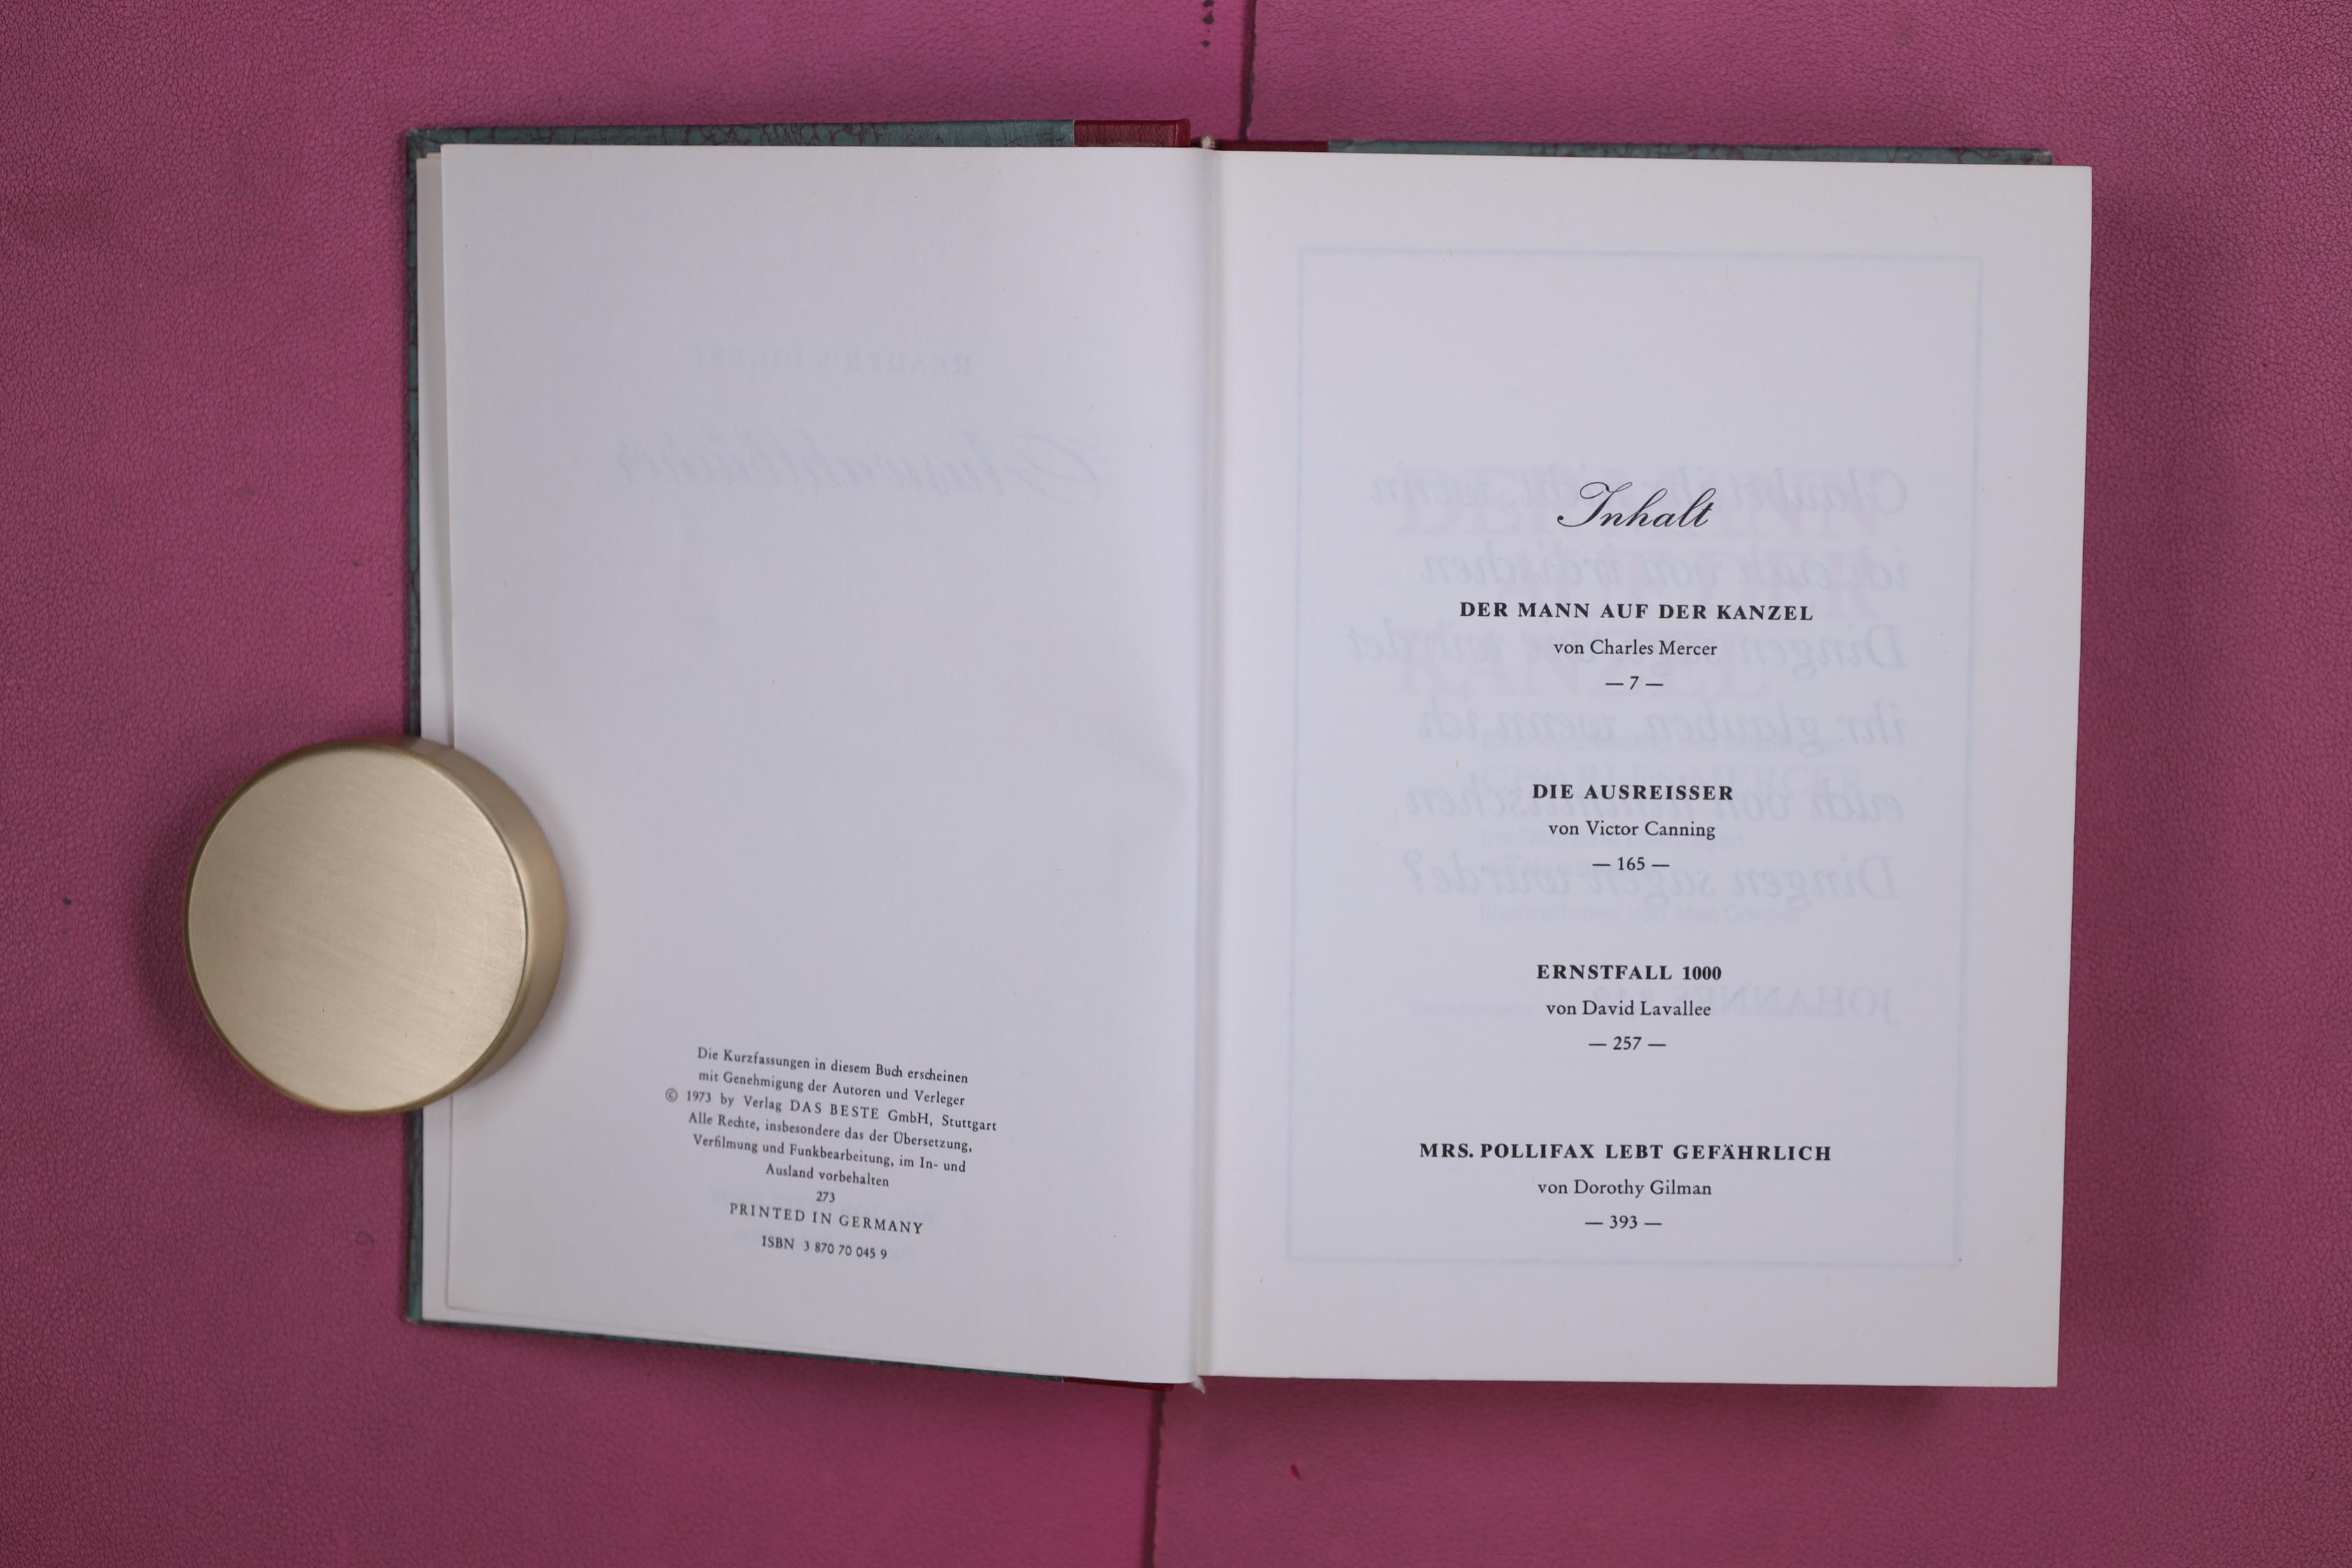 READER'S DIGEST
Auswahlbücher
Die Kurzfassungen in diesem Buch erscheinen
mit Genehmigung der Autoren und Verleger
© 1973 by Verlag DAS BESTE GmbH, Stuttgart
Alle Rechte, insbesondere das der Übersetzung,
Verfilmung und Funkbearbeitung, im In- und
Ausland vorbehalten
273
PRINTED IN GERMANY
ISBN 3 870 70 045 9
Inhalt
DER MANN AUF DER KANZEL
von Charles Mercer
— 7 —
DIE AUSREISSER
von Victor Canning
— 165 —
ERNSTFALL 1000
von David Lavallee
— 257 —
MRS. POLLIFAX LEBT GEFÄHRLICH
von Dorothy Gilman
— 393 —